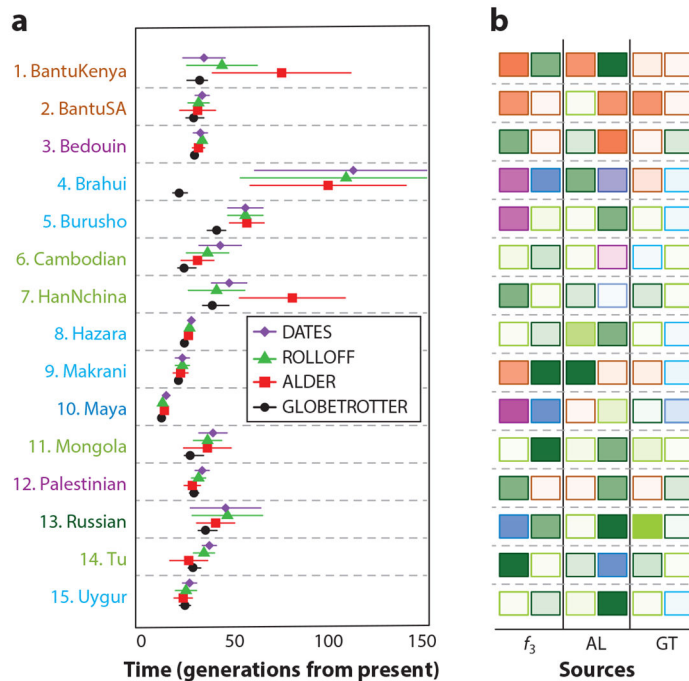 a
b
1. BantuKenya
2. BantuSA
3. Bedouin
4. Brahui
5. Burusho
6. Cambodian
7. HanNchina
8. Hazara
9. Makrani
10. Maya
11. Mongola
12. Palestinian
13. Russian
14. Tu
15. Uygur
DATES
ROLLOFF
ALDER
GLOBETROTTER
0 50 100 150
Time (generations from present)
f3 AL GT
Sources